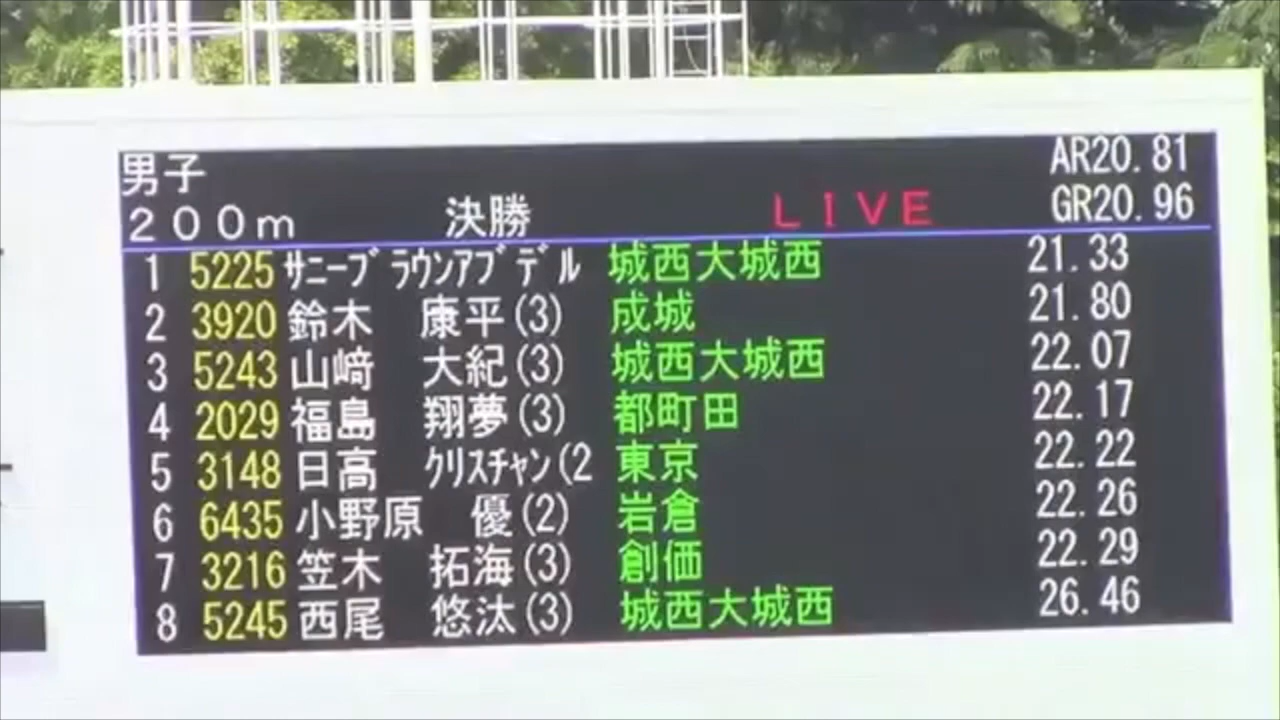 男子 AR20.81
200m 決勝 LIVE GR20.96
1 5225 ｻﾆｰﾌﾞﾗｳﾝｱﾌﾞﾃﾞﾙ 城西大城西 21.33
2 3920 鈴木 康平(3) 成城 21.80
3 5243 山﨑 大紀(3) 城西大城西 22.07
4 2029 福島 翔夢(3) 都町田 22.17
5 3148 日高 ｸﾘｽﾁｬﾝ(2 東京 22.22
6 6435 小野原 優(2) 岩倉 22.26
7 3216 笠木 拓海(3) 創価 22.29
8 5245 西尾 悠汰(3) 城西大城西 26.46